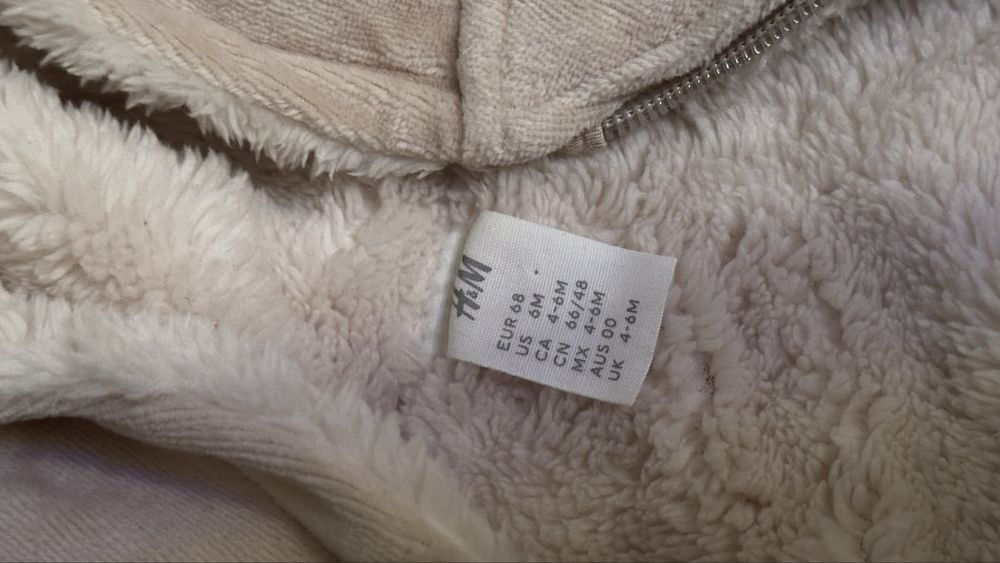 H&M
EUR 68
US 6M
CA 4-6M
CN 66/48
MX 4-6M
AUS 00
UK 4-6M